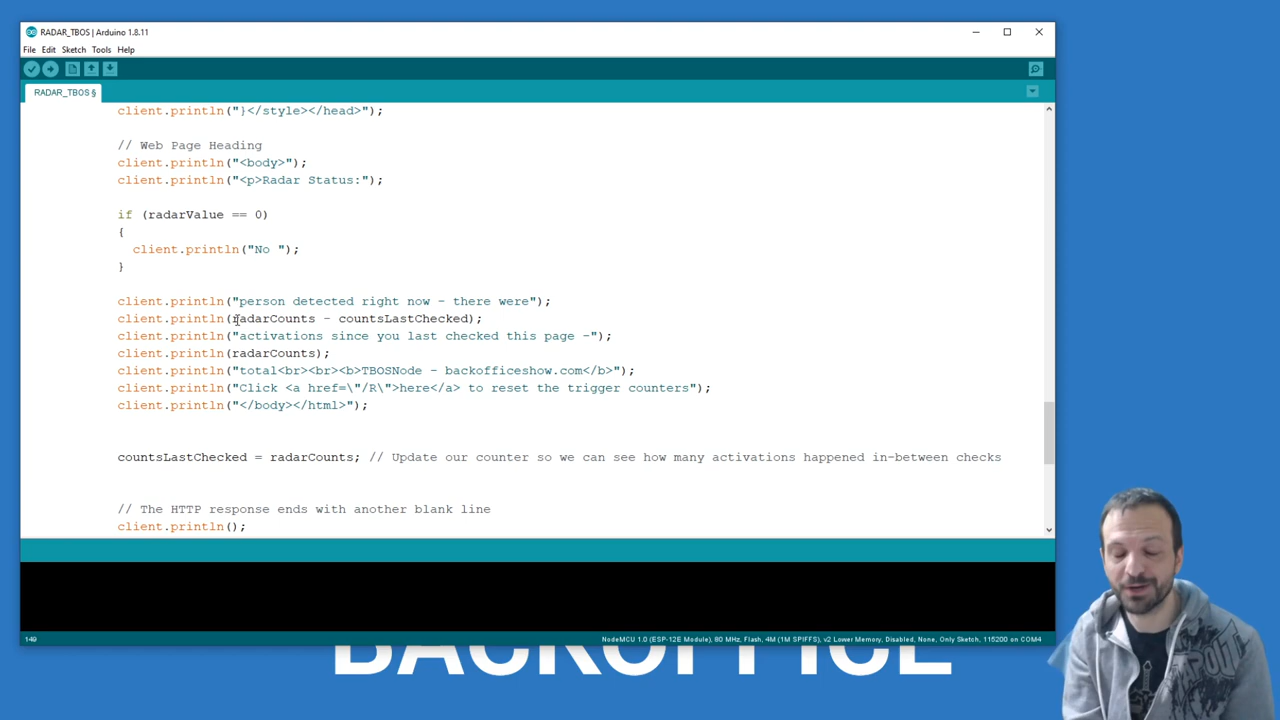 RADAR_TBOS | Arduino 1.8.11
File Edit Sketch Tools Help
RADAR_TBOS §
client.println("}</style></head>");
// Web Page Heading
client.println("<body>");
client.println("<p>Radar Status:");
if (radarValue == 0)
{
client.println("No ");
}
client.println("person detected right now - there were");
client.println(radarCounts - countsLastChecked);
client.println("activations since you last checked this page -");
client.println(radarCounts);
client.println("total<br><br><b>TBOSNode - backofficeshow.com</b>");
client.println("Click <a href=\"/R\">here</a> to reset the trigger counters");
client.println("</body></html>");
countsLastChecked = radarCounts; // Update our counter so we can see how many activations happened in-between checks
// The HTTP response ends with another blank line
client.println();
149
NodeMCU 1.0 (ESP-12E Module), 80 MHz, Flash, 4M (1M SPIFFS), v2 Lower Memory, Disabled, None, Only Sketch, 115200 on COM4
BACKOFFICE
TAPOUT